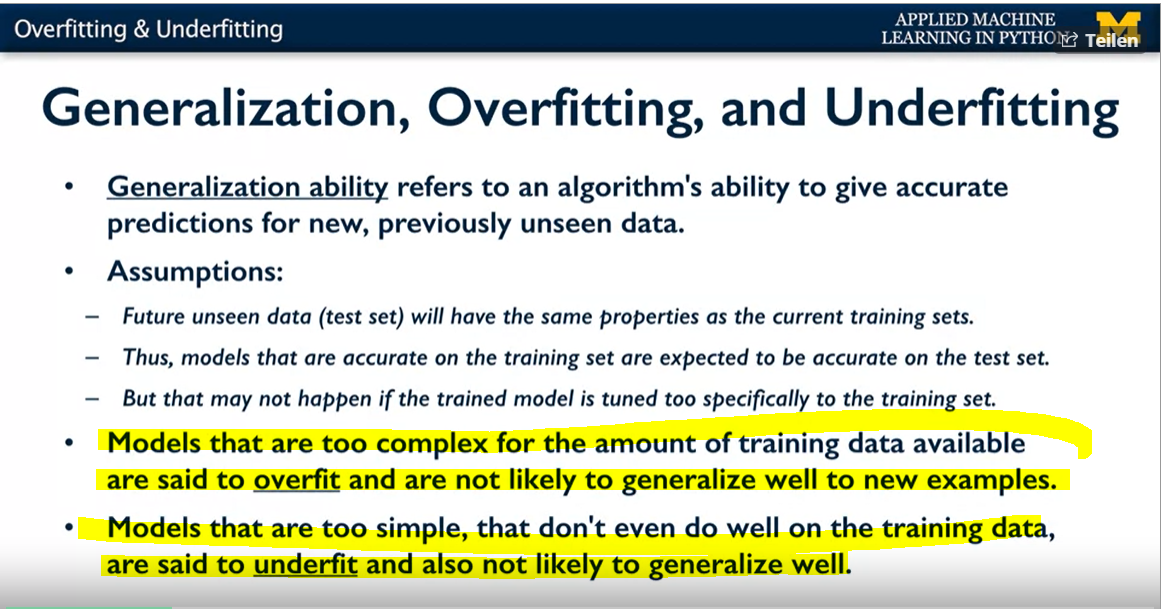 Overfitting & Underfitting
APPLIED MACHINE
LEARNING IN PYTHON
M
Teilen
Generalization, Overfitting, and Underfitting
• Generalization ability refers to an algorithm's ability to give accurate
predictions for new, previously unseen data.
• Assumptions:
– Future unseen data (test set) will have the same properties as the current training sets.
– Thus, models that are accurate on the training set are expected to be accurate on the test set.
– But that may not happen if the trained model is tuned too specifically to the training set.
• Models that are too complex for the amount of training data available
are said to overfit and are not likely to generalize well to new examples.
• Models that are too simple, that don't even do well on the training data,
are said to underfit and also not likely to generalize well.